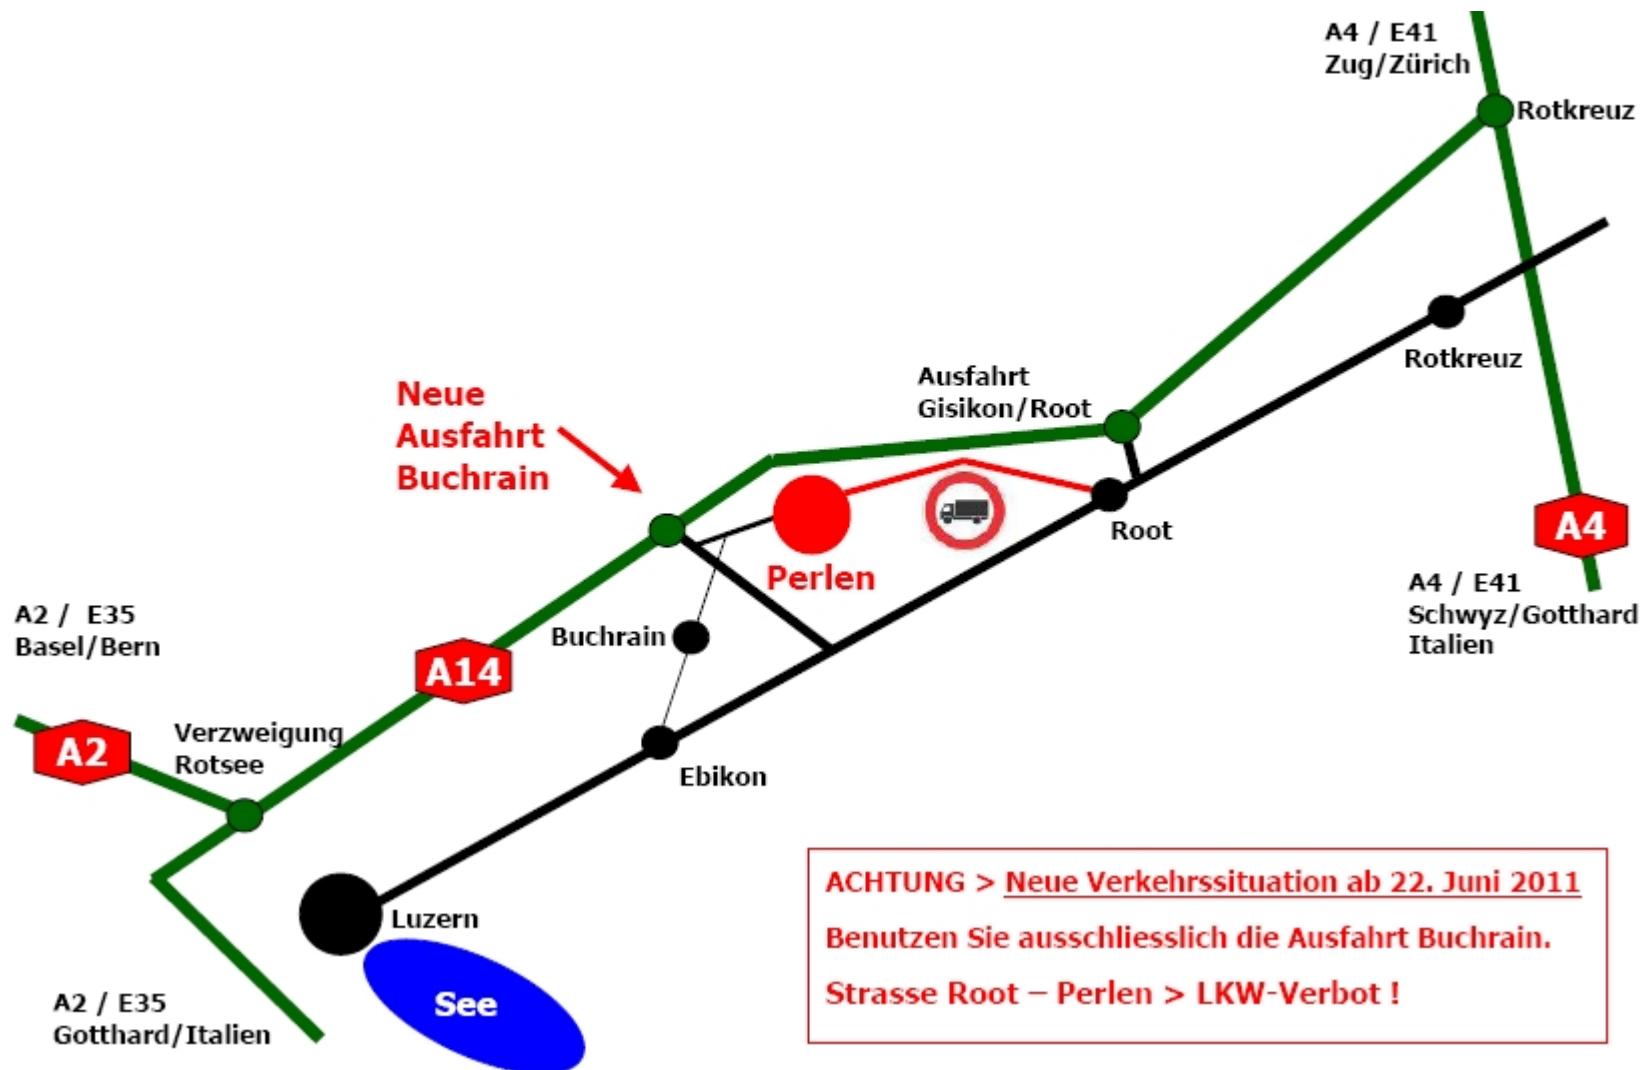 A4 / E41
Zug/Zürich
Rotkreuz
Rotkreuz
Ausfahrt
Gisikon/Root
Neue
Ausfahrt
Buchrain
Root
A4
Perlen
A4 / E41
Schwyz/Gotthard
Italien
A2 / E35
Basel/Bern
Buchrain
A14
Verzweigung
Rotsee
A2
Ebikon
Luzern
See
A2 / E35
Gotthard/Italien
ACHTUNG > Neue Verkehrssituation ab 22. Juni 2011
Benutzen Sie ausschliesslich die Ausfahrt Buchrain.
Strasse Root – Perlen > LKW-Verbot !